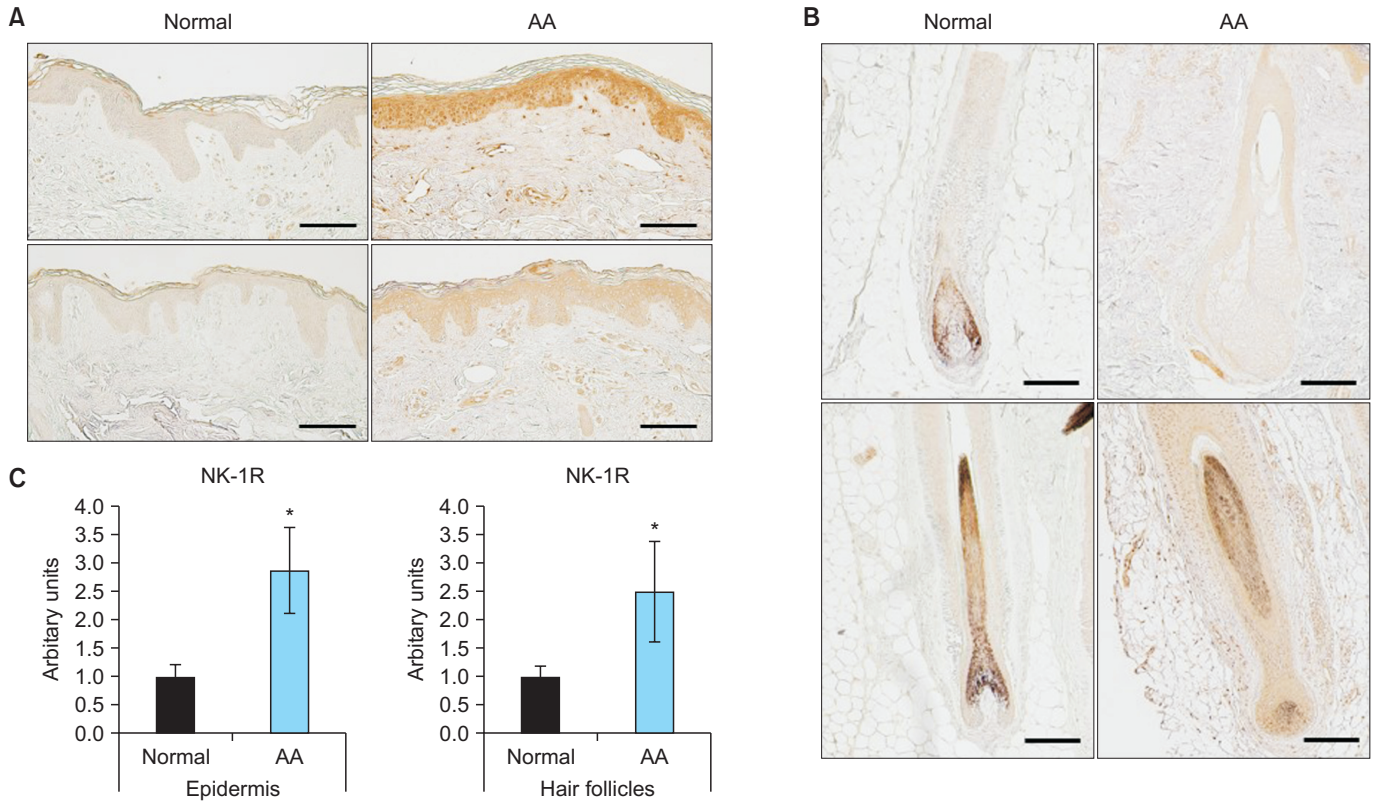 A
Normal
AA
B
Normal
AA
C
NK-1R
Arbitary units
4.0
3.5
3.0
2.5
2.0
1.5
1.0
0.5
0.0
*
Normal
AA
Epidermis
NK-1R
Arbitary units
4.0
3.5
3.0
2.5
2.0
1.5
1.0
0.5
0.0
*
Normal
AA
Hair follicles